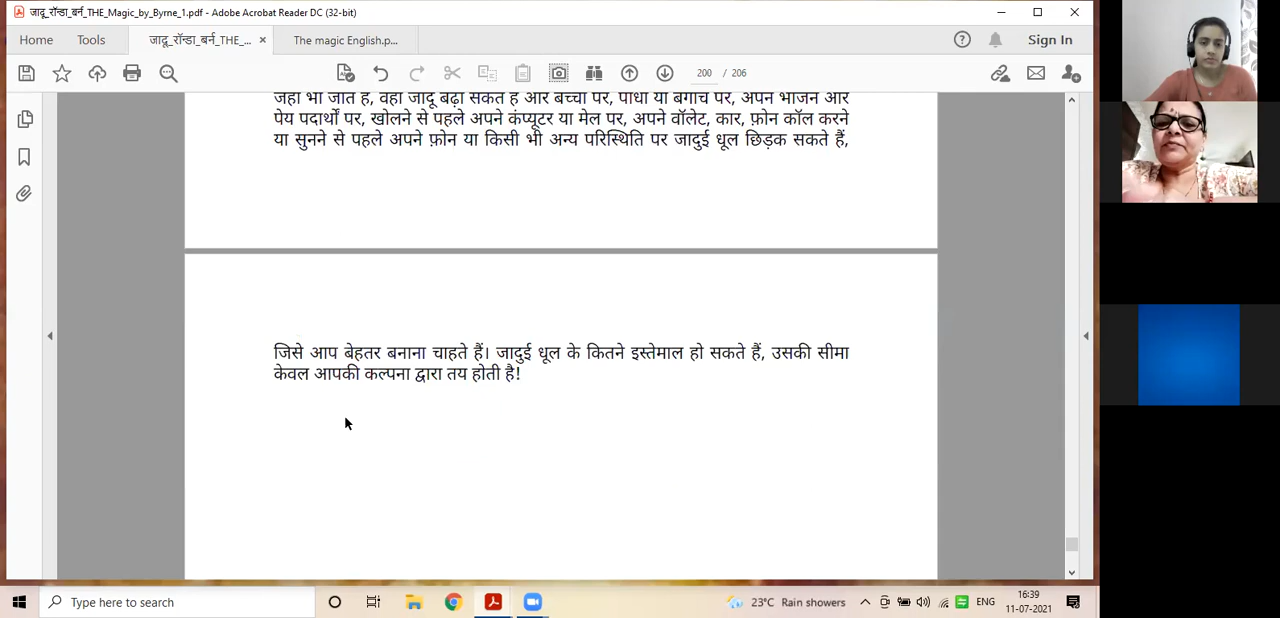 जादू_रॉन्डा_बर्न_THE_Magic_by_Byrne_1.pdf - Adobe Acrobat Reader DC (32-bit)
Home Tools जादू_रॉन्डा_बर्न_THE_... × The magic English.p... Sign In
200 / 206
जहाँ भी जाते हैं, वहाँ जादू बढ़ा सकते हैं और बच्चों पर, पौधों या बगीचे पर, अपने भोजन और
पेय पदार्थों पर, खोलने से पहले अपने कंप्यूटर या मेल पर, अपने वॉलेट, कार, फ़ोन कॉल करने
या सुनने से पहले अपने फ़ोन या किसी भी अन्य परिस्थिति पर जादुई धूल छिड़क सकते हैं,
जिसे आप बेहतर बनाना चाहते हैं। जादुई धूल के कितने इस्तेमाल हो सकते हैं, उसकी सीमा
केवल आपकी कल्पना द्वारा तय होती है!
Type here to search 23°C Rain showers ENG 16:39
11-07-2021